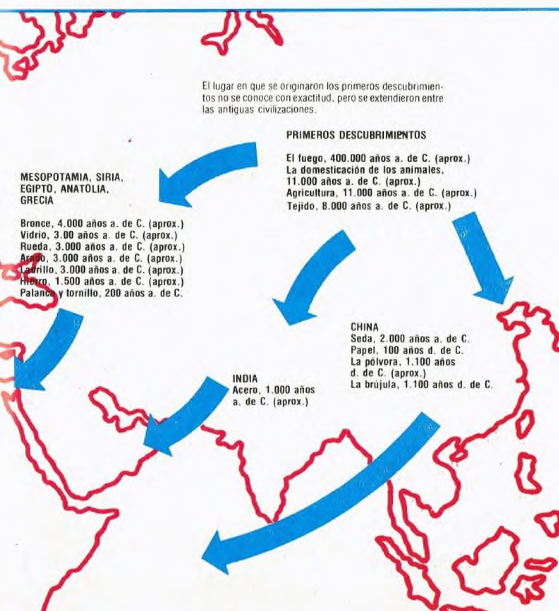 El lugar en que se originaron los primeros descubrimien-
tos no se conoce con exactitud, pero se extendieron entre
las antiguas civilizaciones.
PRIMEROS DESCUBRIMIENTOS
El fuego, 400.000 años a. de C. (aprox.)
La domesticación de los animales,
11.000 años a. de C. (aprox.)
Agricultura, 11.000 años a. de C. (aprox.)
Tejido, 8.000 años a. de C. (aprox.)
MESOPOTAMIA, SIRIA,
EGIPTO, ANATOLIA,
GRECIA
Bronce, 4.000 años a. de C. (aprox.)
Vidrio, 3.00 años a. de C. (aprox.)
Rueda, 3.000 años a. de C. (aprox.)
Arado, 3.000 años a. de C. (aprox.)
Ladrillo, 3.000 años a. de C. (aprox.)
Hierro, 1.500 años a. de C. (aprox.)
Palanca y tornillo, 200 años a. de C.
INDIA
Acero, 1.000 años
a. de C. (aprox.)
CHINA
Seda, 2.000 años a. de C.
Papel, 100 años d. de C.
La pólvora, 1.100 años
d. de C. (aprox.)
La brújula, 1.100 años d. de C.